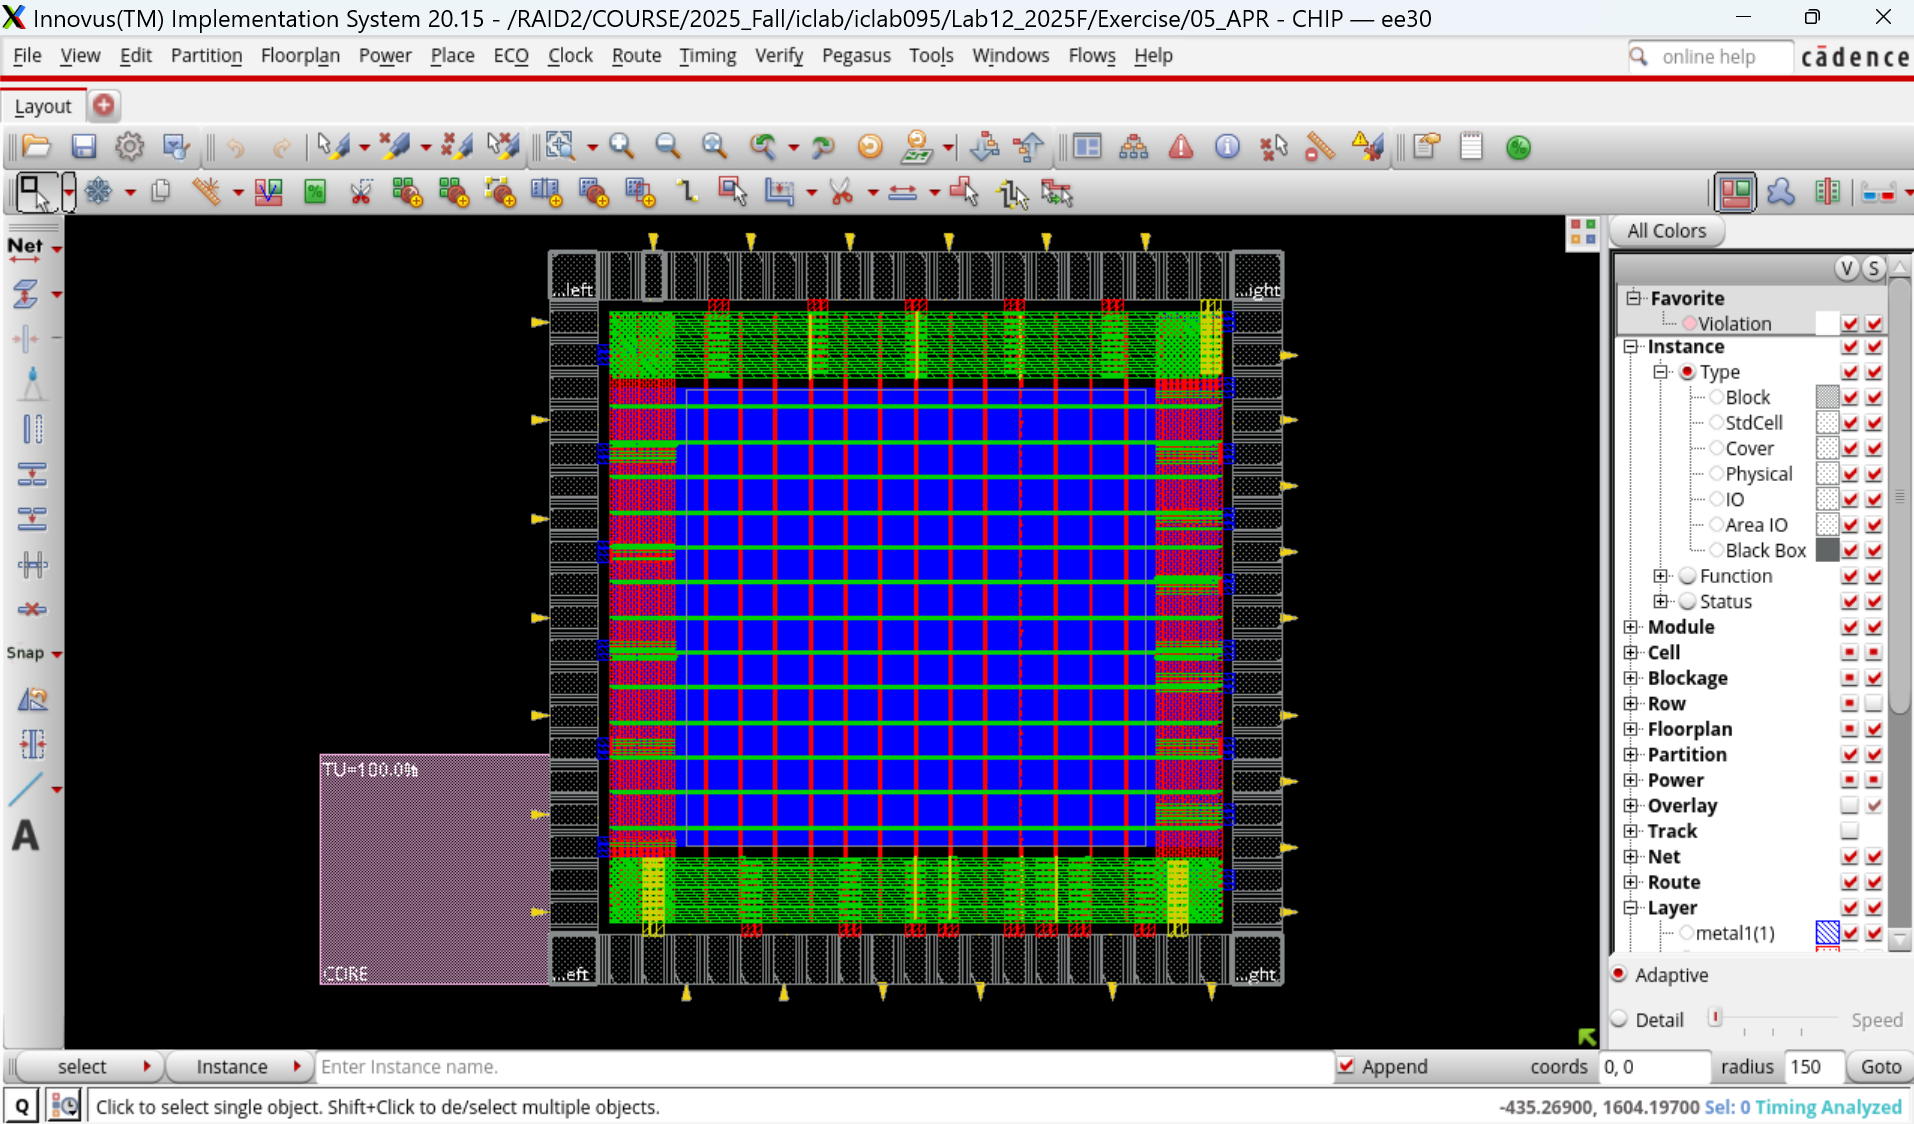 Innovus(TM) Implementation System 20.15 - /RAID2/COURSE/2025_Fall/iclab/iclab095/Lab12_2025F/Exercise/05_APR - CHIP — ee30
File View Edit Partition Floorplan Power Place ECO Clock Route Timing Verify Pegasus Tools Windows Flows Help
online help
cādence
Layout
Net
Snap
A
...left
...ight
TU=100.0%
CORE
...eft
...ght
All Colors
V S
Favorite
Violation
Instance
Type
Block
StdCell
Cover
Physical
IO
Area IO
Black Box
Function
Status
Module
Cell
Blockage
Row
Floorplan
Partition
Power
Overlay
Track
Net
Route
Layer
metal1(1)
Adaptive
Detail
Speed
select
Instance
Enter Instance name.
Append
coords 0, 0
radius 150
Goto
Q
Click to select single object. Shift+Click to de/select multiple objects.
-435.26900, 1604.19700 Sel: 0 Timing Analyzed